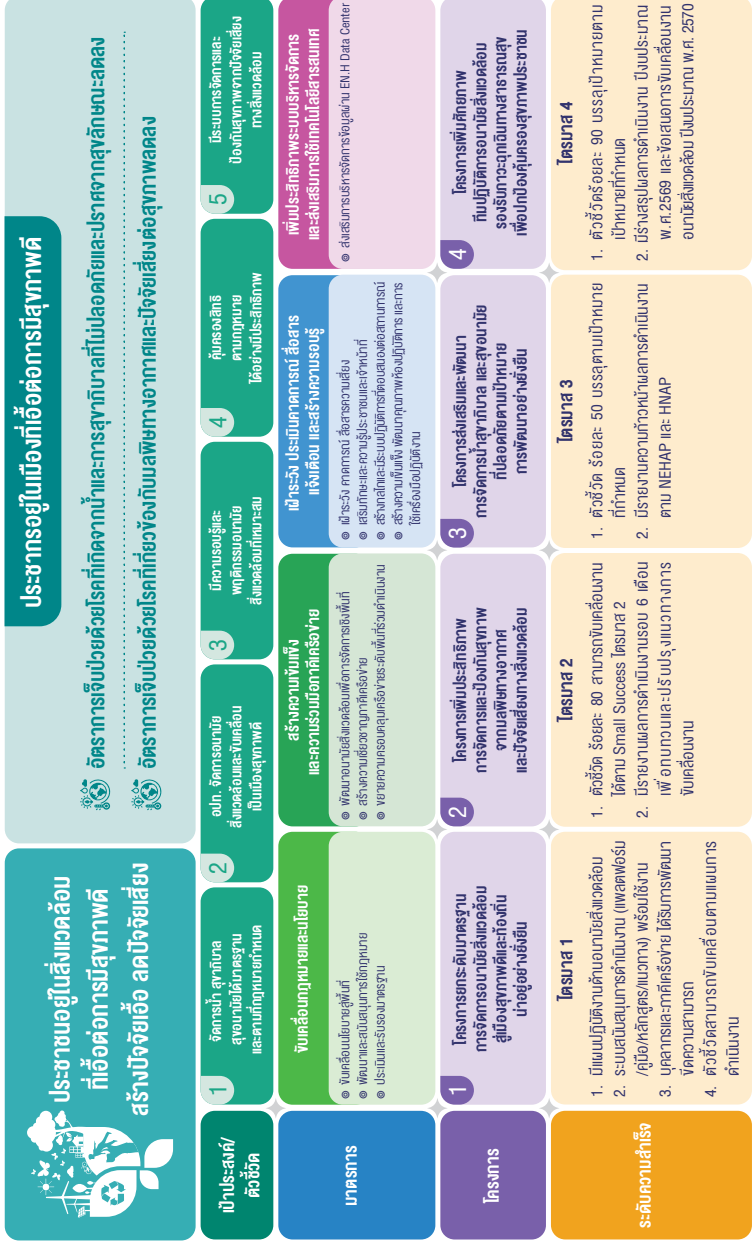 ประชาชนอยู่ในสิ่งแวดล้อม
ที่เอื้อต่อการมีสุขภาพดี
สร้างปัจจัยเอื้อ ลดปัจจัยเสี่ยง
ประชากรอยู่ในเมืองที่เอื้อต่อการมีสุขภาพดี
อัตราการเจ็บป่วยด้วยโรคที่เกิดจากน้ำและการสุขาภิบาลที่ไม่ปลอดภัยและปราศจากสุขลักษณะลดลง
อัตราการเจ็บป่วยด้วยโรคที่เกี่ยวข้องกับมลพิษทางอากาศและปัจจัยเสี่ยงต่อสุขภาพลดลง
เป้าประสงค์/
ตัวชี้วัด
1
จัดการน้ำ สุขาภิบาล
สุขอนามัยได้มาตรฐาน
และตามที่กฎหมายกำหนด
2
อปท. จัดการอนามัย
สิ่งแวดล้อมและขับเคลื่อน
เป็นเมืองสุขภาพดี
3
มีความรอบรู้และ
พฤติกรรมอนามัย
สิ่งแวดล้อมที่เหมาะสม
4
คุ้มครองสิทธิ
ตามกฎหมาย
ได้อย่างมีประสิทธิภาพ
5
มีระบบการจัดการและ
ป้องกันสุขภาพจากปัจจัยเสี่ยง
ทางสิ่งแวดล้อม
มาตรการ
ขับเคลื่อนกฎหมายและนโยบาย
๏ ขับเคลื่อนนโยบายสู่พื้นที่
๏ พัฒนาและสนับสนุนการใช้กฎหมาย
๏ ประเมินและรับรองมาตรฐาน
สร้างความเข้มแข็ง
และความร่วมมือภาคีเครือข่าย
๏ พัฒนาอนามัยสิ่งแวดล้อมเพื่อการจัดการเชิงพื้นที่
๏ สร้างความเชี่ยวชาญภาคีเครือข่าย
๏ ขยายความครอบคลุมเครือข่ายระดับพื้นที่ร่วมดำเนินงาน
เฝ้าระวัง ประเมินคาดการณ์ สื่อสาร
แจ้งเตือน และสร้างความรอบรู้
๏ เฝ้าระวัง คาดการณ์ สื่อสารความเสี่ยง
๏ เสริมทักษะและความรู้ประชาชนและเจ้าหน้าที่
๏ สร้างกลไกและมีระบบปฏิบัติการที่ตอบสนองต่อสถานการณ์
๏ สร้างความเข้มแข็ง พัฒนาคุณภาพห้องปฏิบัติการ และการ
ใช้เครื่องมือปฏิบัติงาน
เพิ่มประสิทธิภาพระบบบริหารจัดการ
และส่งเสริมการใช้เทคโนโลยีสารสนเทศ
๏ ส่งเสริมการบริหารจัดการข้อมูลผ่าน EN.H Data Center
โครงการ
1
โครงการยกระดับมาตรฐาน
การจัดการอนามัยสิ่งแวดล้อม
สู่เมืองสุขภาพดีและท้องถิ่น
น่าอยู่อย่างยั่งยืน
2
โครงการเพิ่มประสิทธิภาพ
การจัดการและป้องกันสุขภาพ
จากมลพิษทางอากาศ
และปัจจัยเสี่ยงทางสิ่งแวดล้อม
3
โครงการส่งเสริมและพัฒนา
การจัดการน้ำสุขาภิบาล และสุขอนามัย
ที่ปลอดภัยตามเป้าหมาย
การพัฒนาอย่างยั่งยืน
4
โครงการเพิ่มศักยภาพ
ทีมปฏิบัติการอนามัยสิ่งแวดล้อม
รองรับภาวะฉุกเฉินทางสาธารณสุข
เพื่อปกป้องคุ้มครองสุขภาพประชาชน
ระดับความสำเร็จ
ไตรมาส 1
1. มีแผนปฏิบัติงานด้านอนามัยสิ่งแวดล้อม
2. ระบบสนับสนุนการดำเนินงาน (แพลตฟอร์ม
/คู่มือ/หลักสูตร/แนวทาง) พร้อมใช้งาน
3. บุคลากรและภาคีเครือข่าย ได้รับการพัฒนา
ขีดความสามารถ
4. ตัวชี้วัดสามารถขับเคลื่อนตามแผนการ
ดำเนินงาน
ไตรมาส 2
1. ตัวชี้วัด ร้อยละ 80 สามารถขับเคลื่อนงาน
ได้ตาม Small Success ไตรมาส 2
2. มีรายงานผลการดำเนินงานรอบ 6 เดือน
เพื่อทบทวนและปรับปรุงแนวทางการ
ขับเคลื่อนงาน
ไตรมาส 3
1. ตัวชี้วัด ร้อยละ 50 บรรลุตามเป้าหมาย
ที่กำหนด
2. มีรายงานความก้าวหน้าผลการดำเนินงาน
ตาม NEHAP และ HNAP
ไตรมาส 4
1. ตัวชี้วัดร้อยละ 90 บรรลุเป้าหมายตาม
เป้าหมายที่กำหนด
2. มีร่างสรุปผลการดำเนินงาน ปีงบประมาณ
พ.ศ.2569 และข้อเสนอการขับเคลื่อนงาน
อนามัยสิ่งแวดล้อม ปีงบประมาณ พ.ศ. 2570